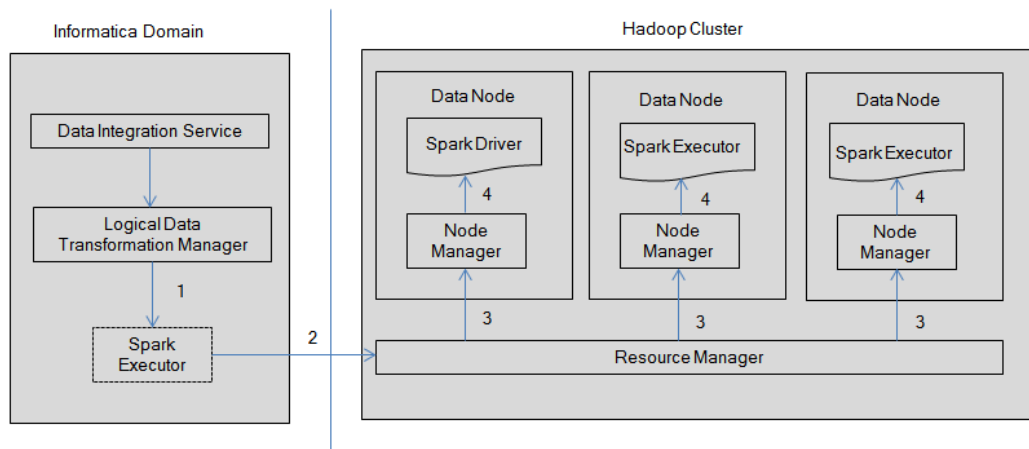 Informatica Domain
Data Integration Service
Logical Data
Transformation Manager
1
Spark
Executor
2
Hadoop Cluster
Data Node
Spark Driver
4
Node
Manager
3
Data Node
Spark Executor
4
Node
Manager
3
Data Node
Spark Executor
4
Node
Manager
3
Resource Manager